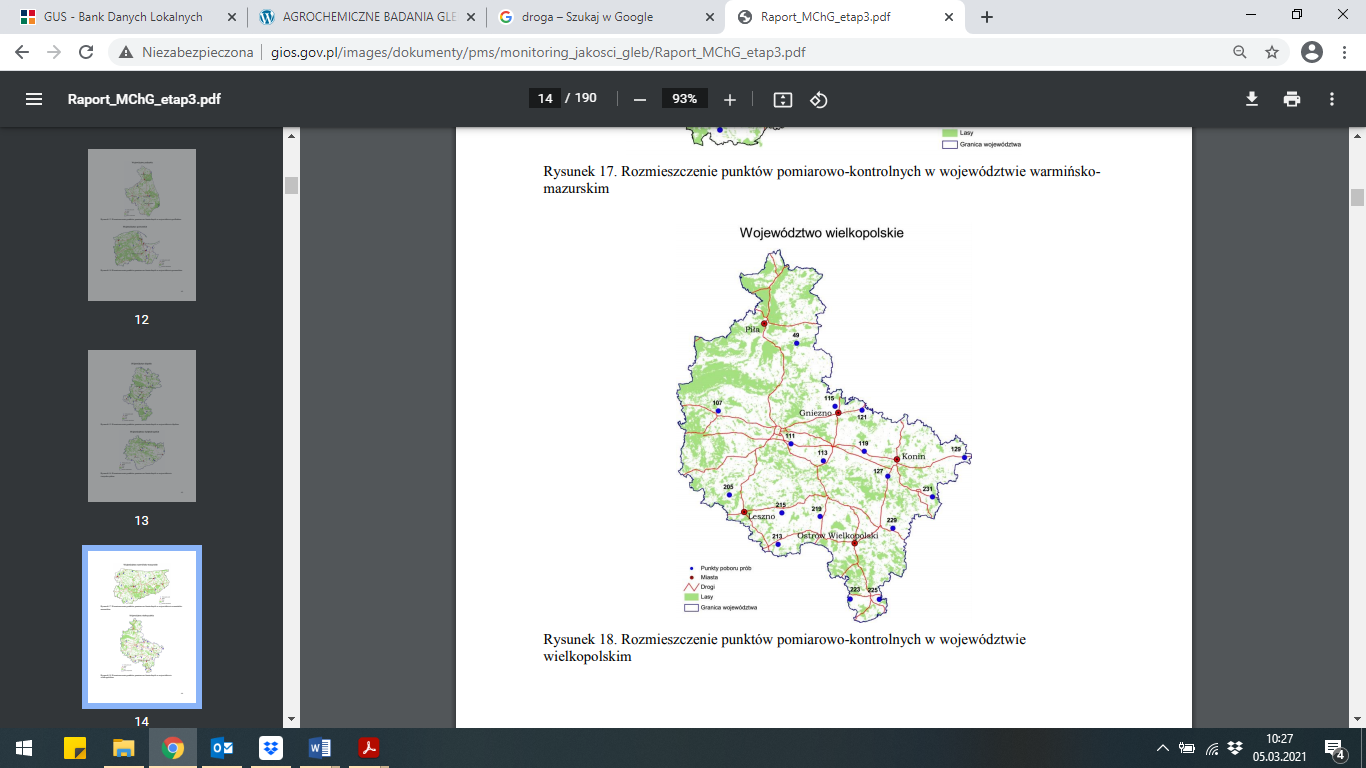 GUS - Bank Danych Lokalnych
AGROCHEMICZNE BADANIA GLE
droga – Szukaj w Google
Raport_MChG_etap3.pdf
Niezabezpieczona
gios.gov.pl/images/dokumenty/pms/monitoring_jakosci_gleb/Raport_MChG_etap3.pdf
Raport_MChG_etap3.pdf
14 / 190
93%
12
13
14
Lasy
Granica województwa
Rysunek 17. Rozmieszczenie punktów pomiarowo-kontrolnych w województwie warmińsko-
mazurskim
Województwo wielkopolskie
Piła
49
107
115
Gniezno
121
111
113
119
129
Konin
127
205
231
215
219
Leszno
229
213
Ostrów Wielkopolski
223
225
Punkty poboru prób
Miasta
Drogi
Lasy
Granica województwa
Rysunek 18. Rozmieszczenie punktów pomiarowo-kontrolnych w województwie
wielkopolskim
10:27
05.03.2021
4